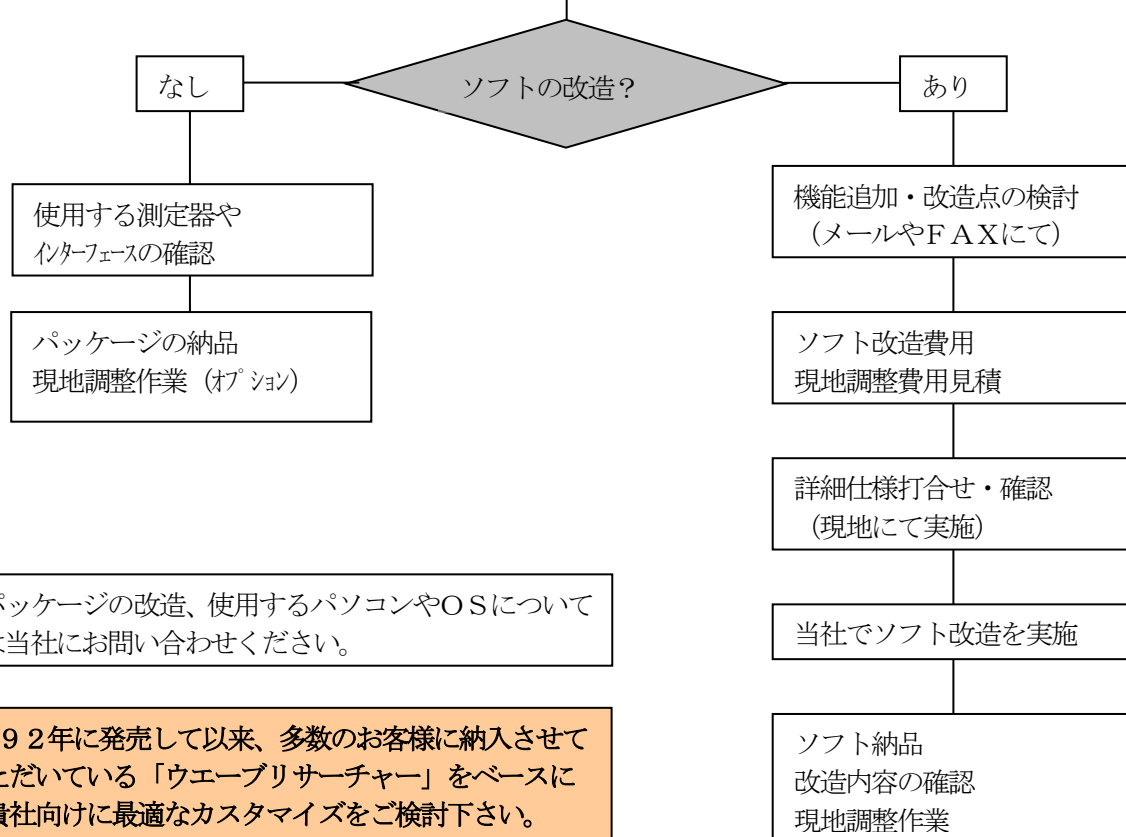 ソフトの改造？
なし
あり
使用する測定器や
ｲﾝﾀｰﾌｪｰｽの確認
パッケージの納品
現地調整作業（ｵﾌﾟｼｮﾝ）
機能追加・改造点の検討
（メールやＦＡＸにて）
ソフト改造費用
現地調整費用見積
詳細仕様打合せ・確認
（現地にて実施）
当社でソフト改造を実施
ソフト納品
改造内容の確認
現地調整作業
パッケージの改造、使用するパソコンやＯＳについて
は当社にお問い合わせください。
９２年に発売して以来、多数のお客様に納入させて
ただいている「ウエーブリサーチャー」をベースに
貴社向けに最適なカスタマイズをご検討下さい。